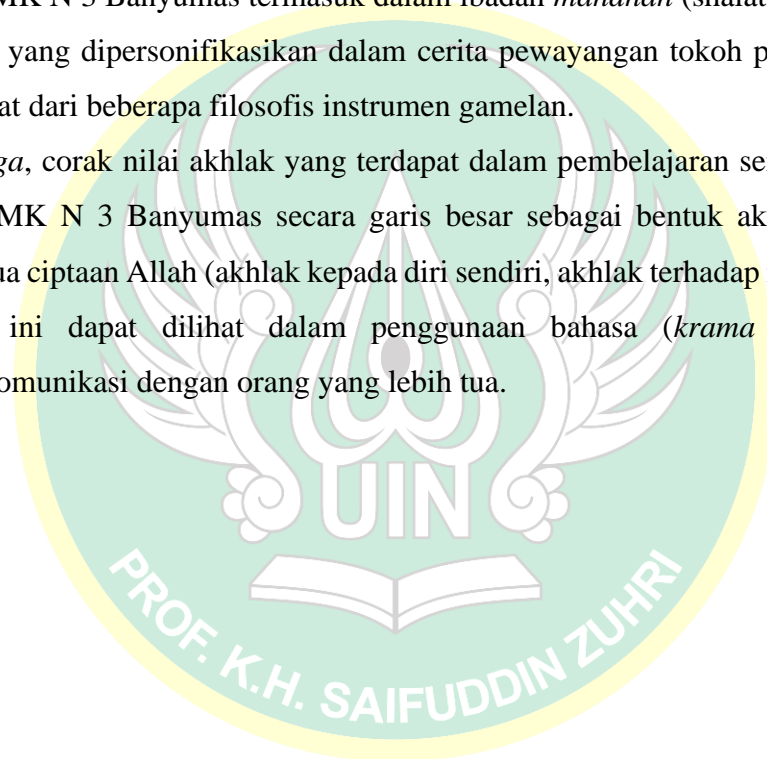 MK N 3 Banyumas termasuk dalam ibadah mahdhah (shalat
yang dipersonifikasikan dalam cerita pewayangan tokoh p
at dari beberapa filosofis instrumen gamelan.
ga, corak nilai akhlak yang terdapat dalam pembelajaran se
MK N 3 Banyumas secara garis besar sebagai bentuk ak
ua ciptaan Allah (akhlak kepada diri sendiri, akhlak terhadap
ini dapat dilihat dalam penggunaan bahasa (krama
omunikasi dengan orang yang lebih tua.
UIN
PROF. K.H. SAIFUDDIN ZUHRI